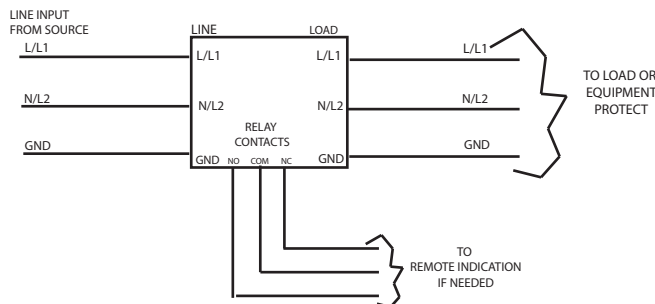 LINE INPUT
FROM SOURCE
L/L1
N/L2
GND
LINE
LOAD
L/L1
L/L1
N/L2
N/L2
RELAY
CONTACTS
GND
NO
COM
NC
GND
L/L1
N/L2
GND
TO LOAD OR
EQUIPMENT
PROTECT
TO
REMOTE INDICATION
IF NEEDED